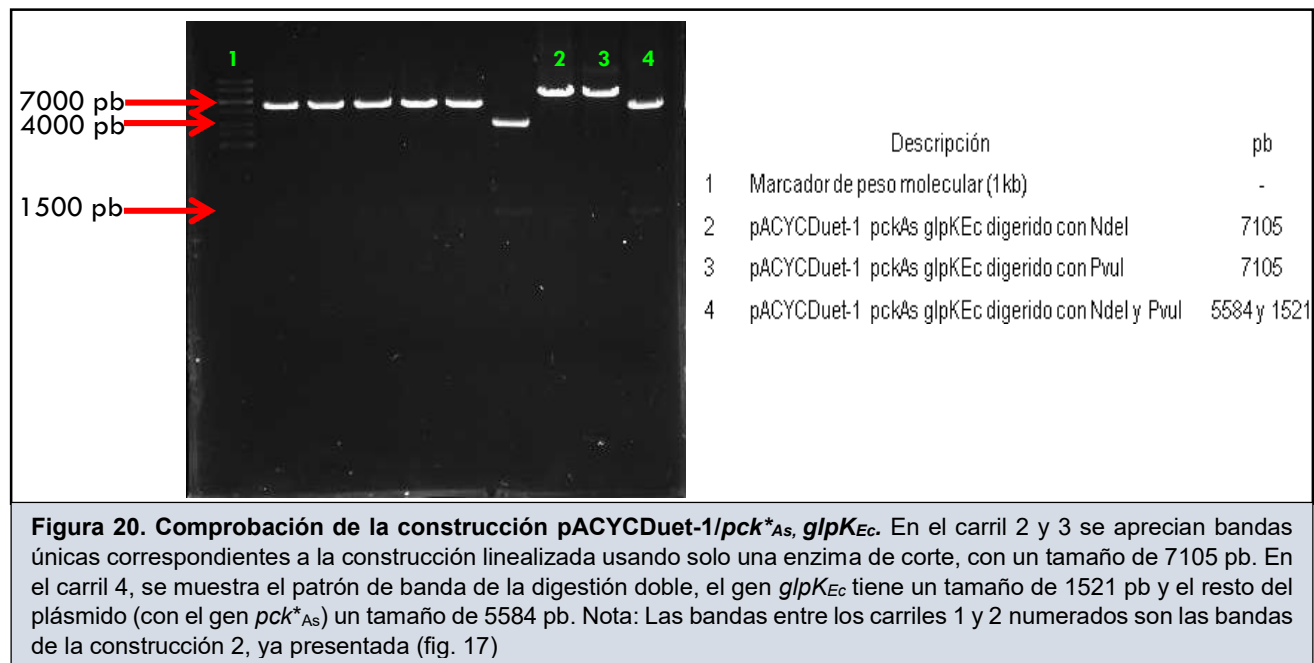 1
2
3
4
7000 pb
4000 pb
1500 pb
Descripción pb
1 Marcador de peso molecular (1kb) -
2 pACYCDuet-1 pckAs glpKEc digerido con NdeI 7105
3 pACYCDuet-1 pckAs glpKEc digerido con PvuI 7105
4 pACYCDuet-1 pckAs glpKEc digerido con NdeI y PvuI 5584 y 1521
Figura 20. Comprobación de la construcción pACYCDuet-1/pck*As, glpKEc. En el carril 2 y 3 se aprecian bandas
únicas correspondientes a la construcción linealizada usando solo una enzima de corte, con un tamaño de 7105 pb. En
el carril 4, se muestra el patrón de banda de la digestión doble, el gen glpKEc tiene un tamaño de 1521 pb y el resto del
plásmido (con el gen pck*As) un tamaño de 5584 pb. Nota: Las bandas entre los carriles 1 y 2 numerados son las bandas
de la construcción 2, ya presentada (fig. 17)